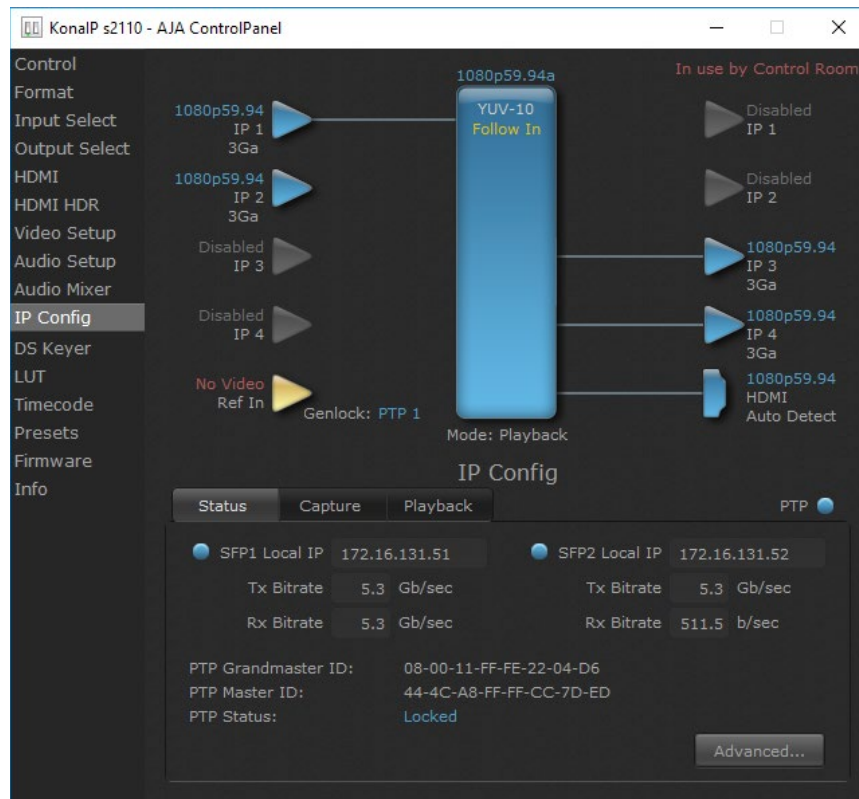 KonaIP s2110 - AJA ControlPanel
Control
Format
Input Select
Output Select
HDMI
HDMI HDR
Video Setup
Audio Setup
Audio Mixer
IP Config
DS Keyer
LUT
Timecode
Presets
Firmware
Info
1080p59.94a
In use by Control Room
YUV-10
Follow In
1080p59.94
IP 1
3Ga
1080p59.94
IP 2
3Ga
Disabled
IP 3
Disabled
IP 4
No Video
Ref In
Genlock: PTP 1
Disabled
IP 1
Disabled
IP 2
1080p59.94
IP 3
3Ga
1080p59.94
IP 4
3Ga
1080p59.94
HDMI
Auto Detect
Mode: Playback
IP Config
Status Capture Playback PTP
SFP1 Local IP 172.16.131.51 SFP2 Local IP 172.16.131.52
Tx Bitrate 5.3 Gb/sec Tx Bitrate 5.3 Gb/sec
Rx Bitrate 5.3 Gb/sec Rx Bitrate 511.5 b/sec
PTP Grandmaster ID: 08-00-11-FF-FE-22-04-D6
PTP Master ID: 44-4C-A8-FF-FF-CC-7D-ED
PTP Status: Locked
Advanced...